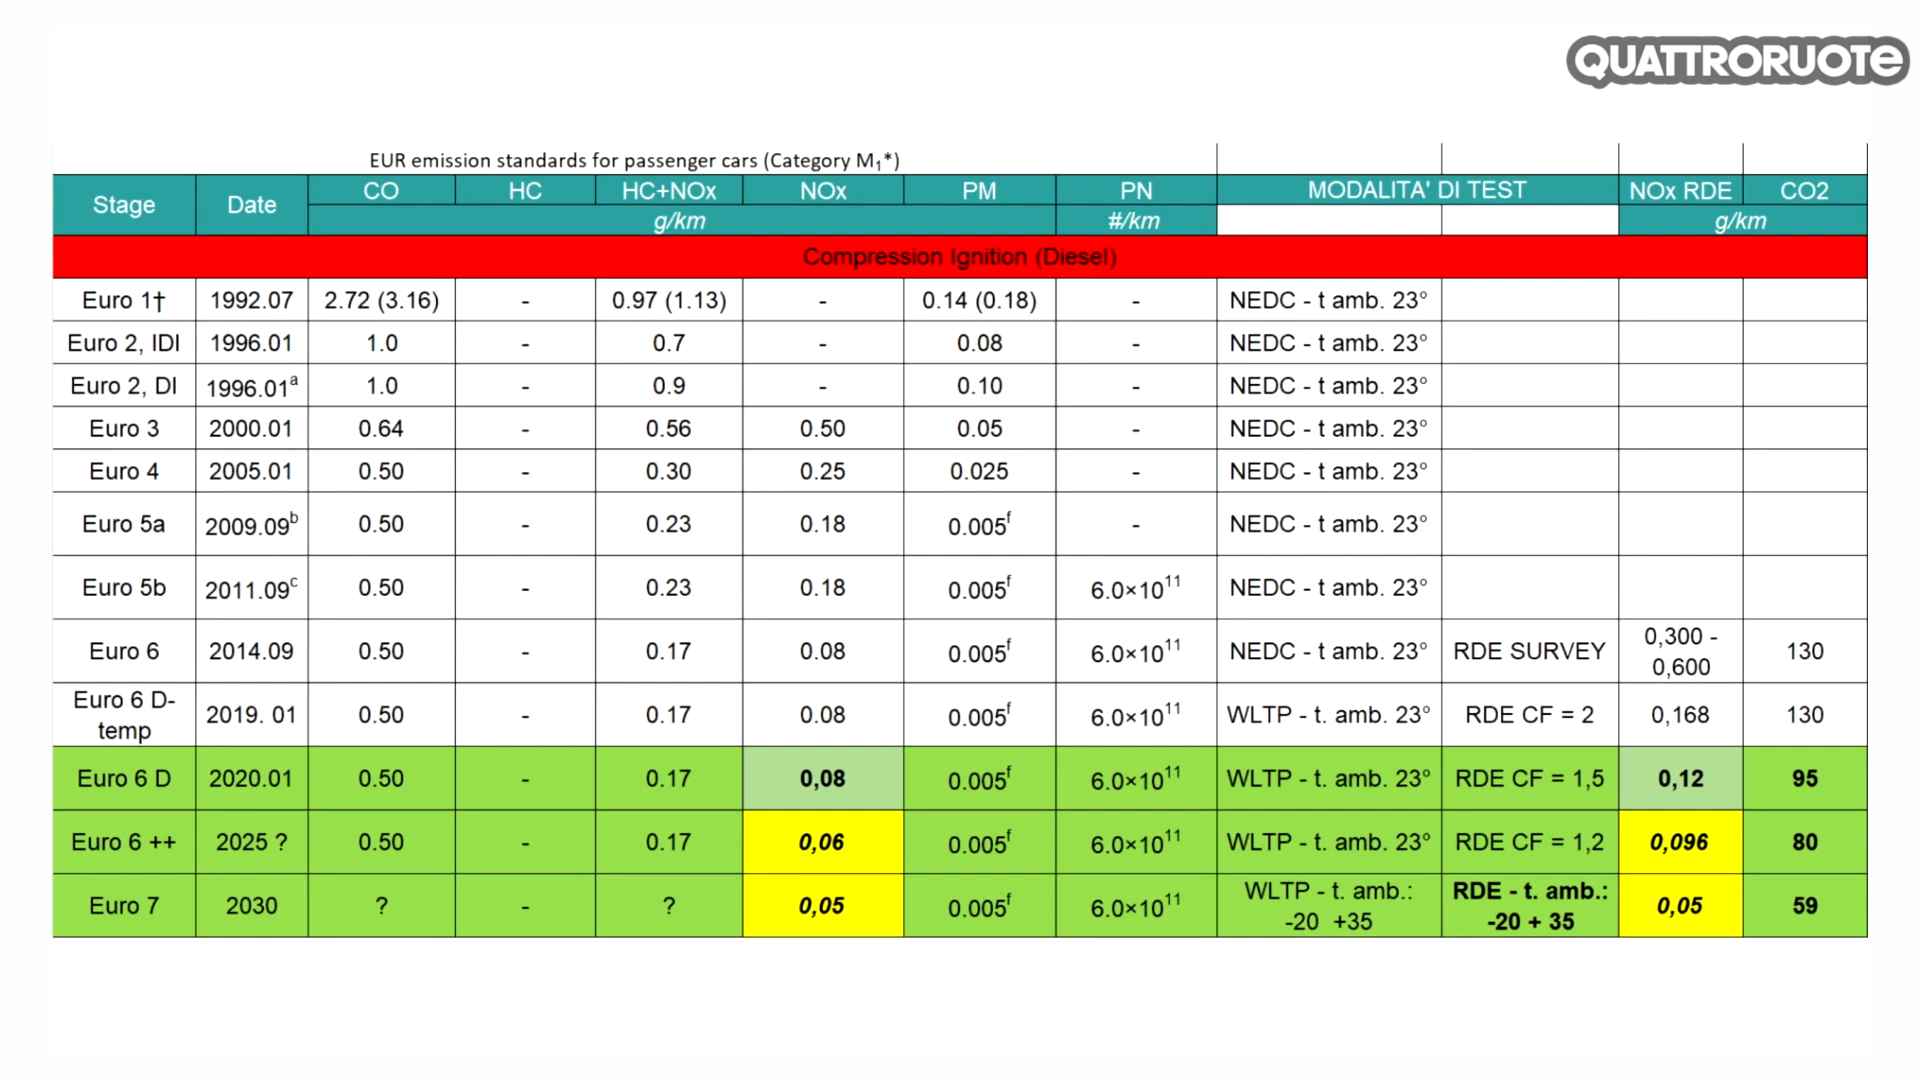 QUATTRORUOTe
EUR emission standards for passenger cars (Category M₁*)
Stage Date CO HC HC+NOx NOx PM PN MODALITA' DI TEST NOx RDE CO2
g/km #/km g/km
Compression Ignition (Diesel)
Euro 1† 1992.07 2.72 (3.16) - 0.97 (1.13) - 0.14 (0.18) - NEDC - t amb. 23°
Euro 2, IDI 1996.01 1.0 - 0.7 - 0.08 - NEDC - t amb. 23°
Euro 2, DI 1996.01ᵃ 1.0 - 0.9 - 0.10 - NEDC - t amb. 23°
Euro 3 2000.01 0.64 - 0.56 0.50 0.05 - NEDC - t amb. 23°
Euro 4 2005.01 0.50 - 0.30 0.25 0.025 - NEDC - t amb. 23°
Euro 5a 2009.09ᵇ 0.50 - 0.23 0.18 0.005ᶠ - NEDC - t amb. 23°
Euro 5b 2011.09ᶜ 0.50 - 0.23 0.18 0.005ᶠ 6.0×10¹¹ NEDC - t amb. 23°
Euro 6 2014.09 0.50 - 0.17 0.08 0.005ᶠ 6.0×10¹¹ NEDC - t amb. 23° RDE SURVEY 0,300 - 0,600 130
Euro 6 D-temp 2019. 01 0.50 - 0.17 0.08 0.005ᶠ 6.0×10¹¹ WLTP - t. amb. 23° RDE CF = 2 0,168 130
Euro 6 D 2020.01 0.50 - 0.17 0,08 0.005ᶠ 6.0×10¹¹ WLTP - t. amb. 23° RDE CF = 1,5 0,12 95
Euro 6 ++ 2025 ? 0.50 - 0.17 0,06 0.005ᶠ 6.0×10¹¹ WLTP - t. amb. 23° RDE CF = 1,2 0,096 80
Euro 7 2030 ? - ? 0,05 0.005ᶠ 6.0×10¹¹ WLTP - t. amb.: -20 +35 RDE - t. amb.: -20 + 35 0,05 59